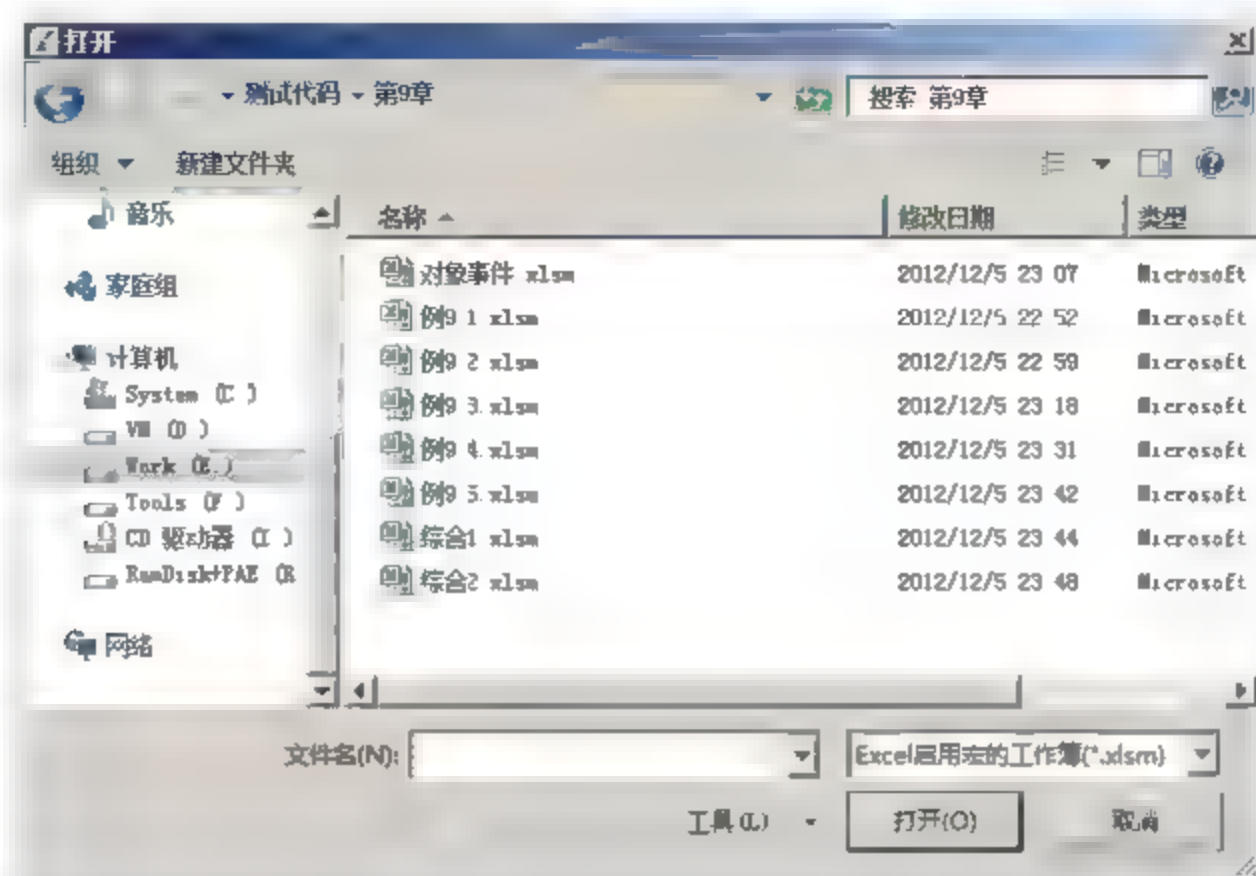 打开
测试代码 第9章 搜索 第9章
组织 新建文件夹
音乐
家庭组
计算机
System (C )
VM (D )
Work (E.)
Tools (F )
CD 驱动器 (I )
RamDisk+PAE (R
网络
名称 修改日期 类型
对象事件 xlsm 2012/12/5 23 07 Microsoft
例9 1 xlsm 2012/12/5 22 52 Microsoft
例9 2 xlsm 2012/12/5 22 59 Microsoft
例9 3.xlsm 2012/12/5 23 18 Microsoft
例9 4.xlsm 2012/12/5 23 31 Microsoft
例9 5.xlsm 2012/12/5 23 42 Microsoft
综合1 xlsm 2012/12/5 23 44 Microsoft
综合2 xlsm 2012/12/5 23 48 Microsoft
文件名(N): Excel启用宏的工作簿(*.xlsm)
工具(L) 打开(O) 取消